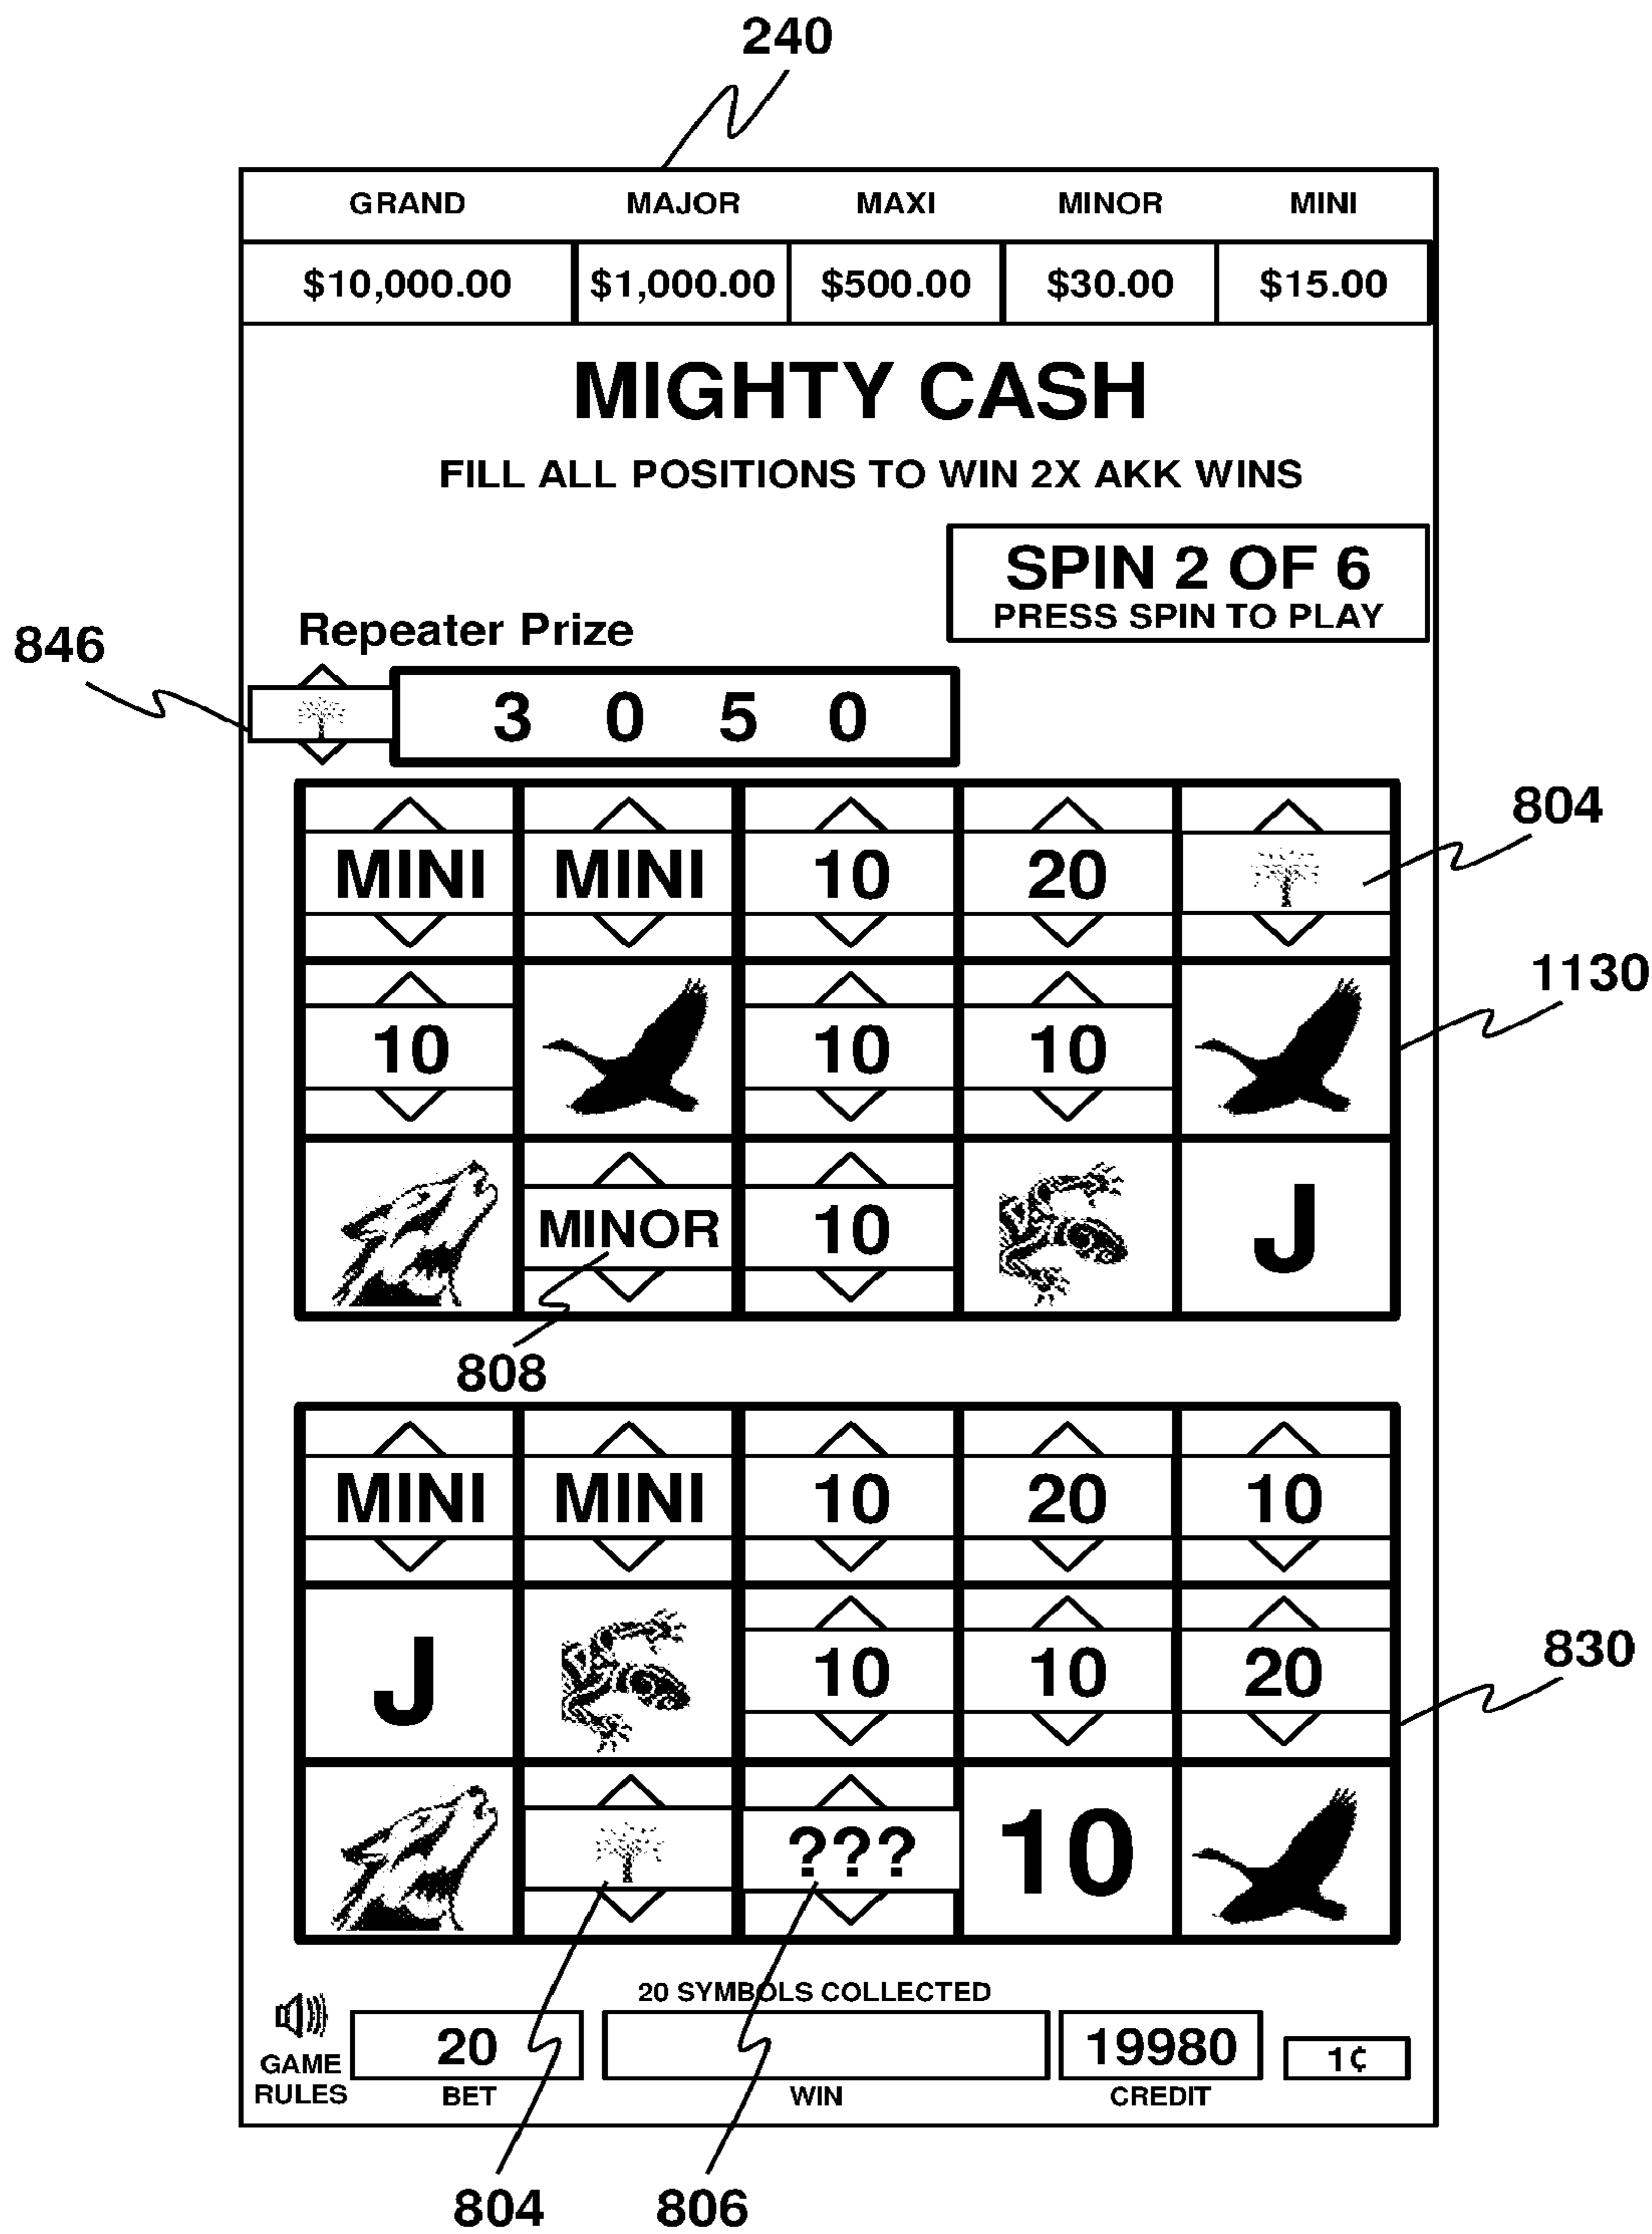 240
GRAND MAJOR MAXI MINOR MINI
$10,000.00 $1,000.00 $500.00 $30.00 $15.00
MIGHTY CASH
FILL ALL POSITIONS TO WIN 2X AKK WINS
SPIN 2 OF 6
PRESS SPIN TO PLAY
Repeater Prize
846
3 0 5 0
804
MINI MINI 10 20
1130
10 10 10
MINOR 10 J
808
MINI MINI 10 20 10
830
J 10 10 20
??? 10
20 SYMBOLS COLLECTED
20 19980 1¢
GAME
RULES BET WIN CREDIT
804 806